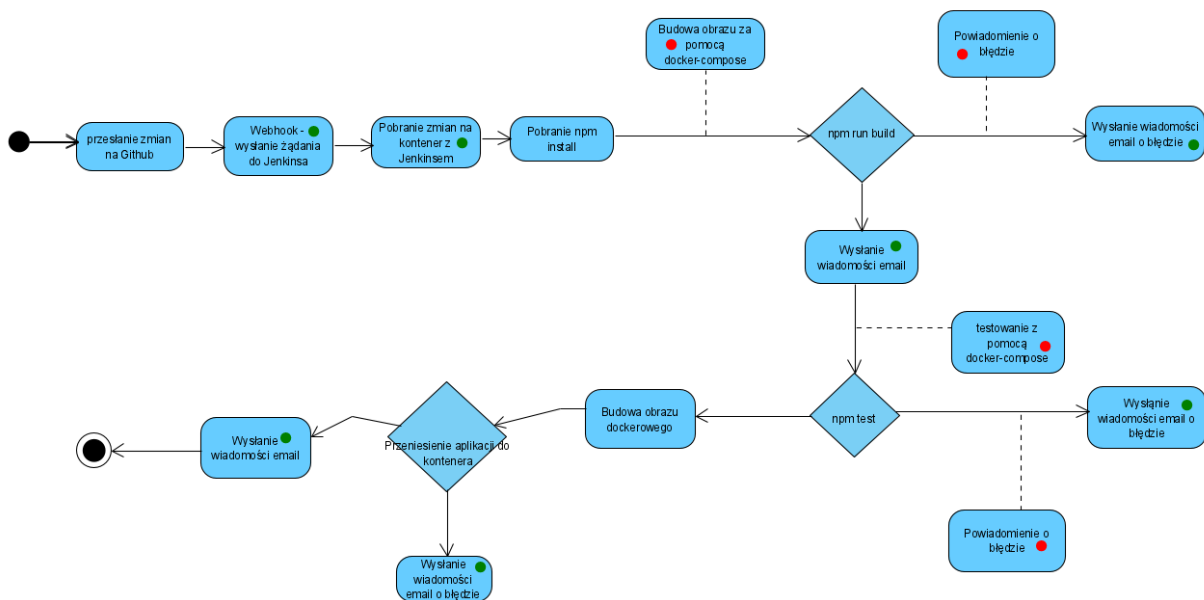 Budowa obrazu za
pomocą
docker-compose
Powiadomienie o
błędzie
przesłanie zmian
na Github
Webhook -
wysłanie żądania
do Jenkinsa
Pobranie zmian na
kontener z
Jenkinsem
Pobranie npm
install
npm run build
Wysłanie wiadomości
email o błędzie
Wysłanie
wiadomości email
testowanie z
pomocą
docker-compose
Wysłanie
wiadomości email
Przeniesienie aplikacji do
kontenera
Budowa obrazu
dockerowego
npm test
Wysłąnie
wiadomości email o
błędzie
Powiadomienie o
błędzie
Wysłanie
wiadomości
email o błędzie